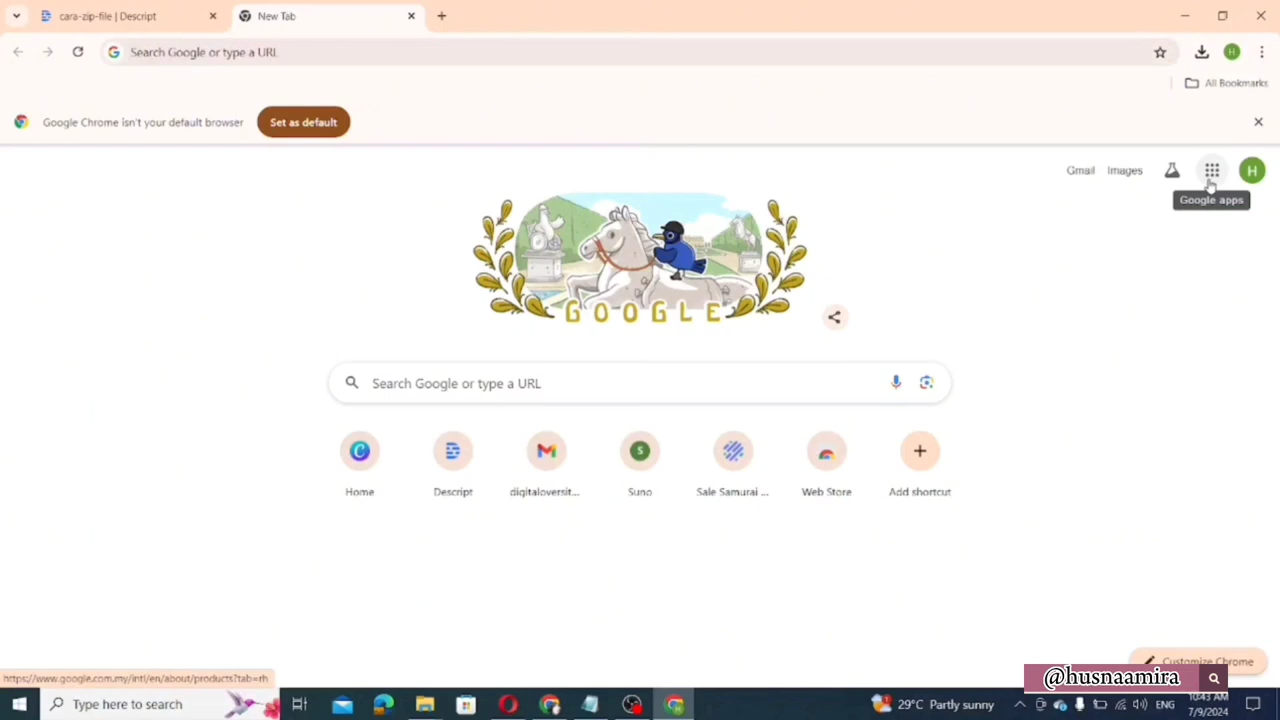 cara-zip-file | Descript
New Tab
Search Google or type a URL
All Bookmarks
Google Chrome isn't your default browser
Set as default
Gmail
Images
H
Google apps
GOOGLE
Search Google or type a URL
Home
Descript
digitaloversit...
Suno
Sale Samurai ...
Web Store
Add shortcut
Customize Chrome
https://www.google.com.my/intl/en/about/products?tab=rh
@husnaamira
Type here to search
29°C Partly sunny
ENG
10:43 AM
7/9/2024